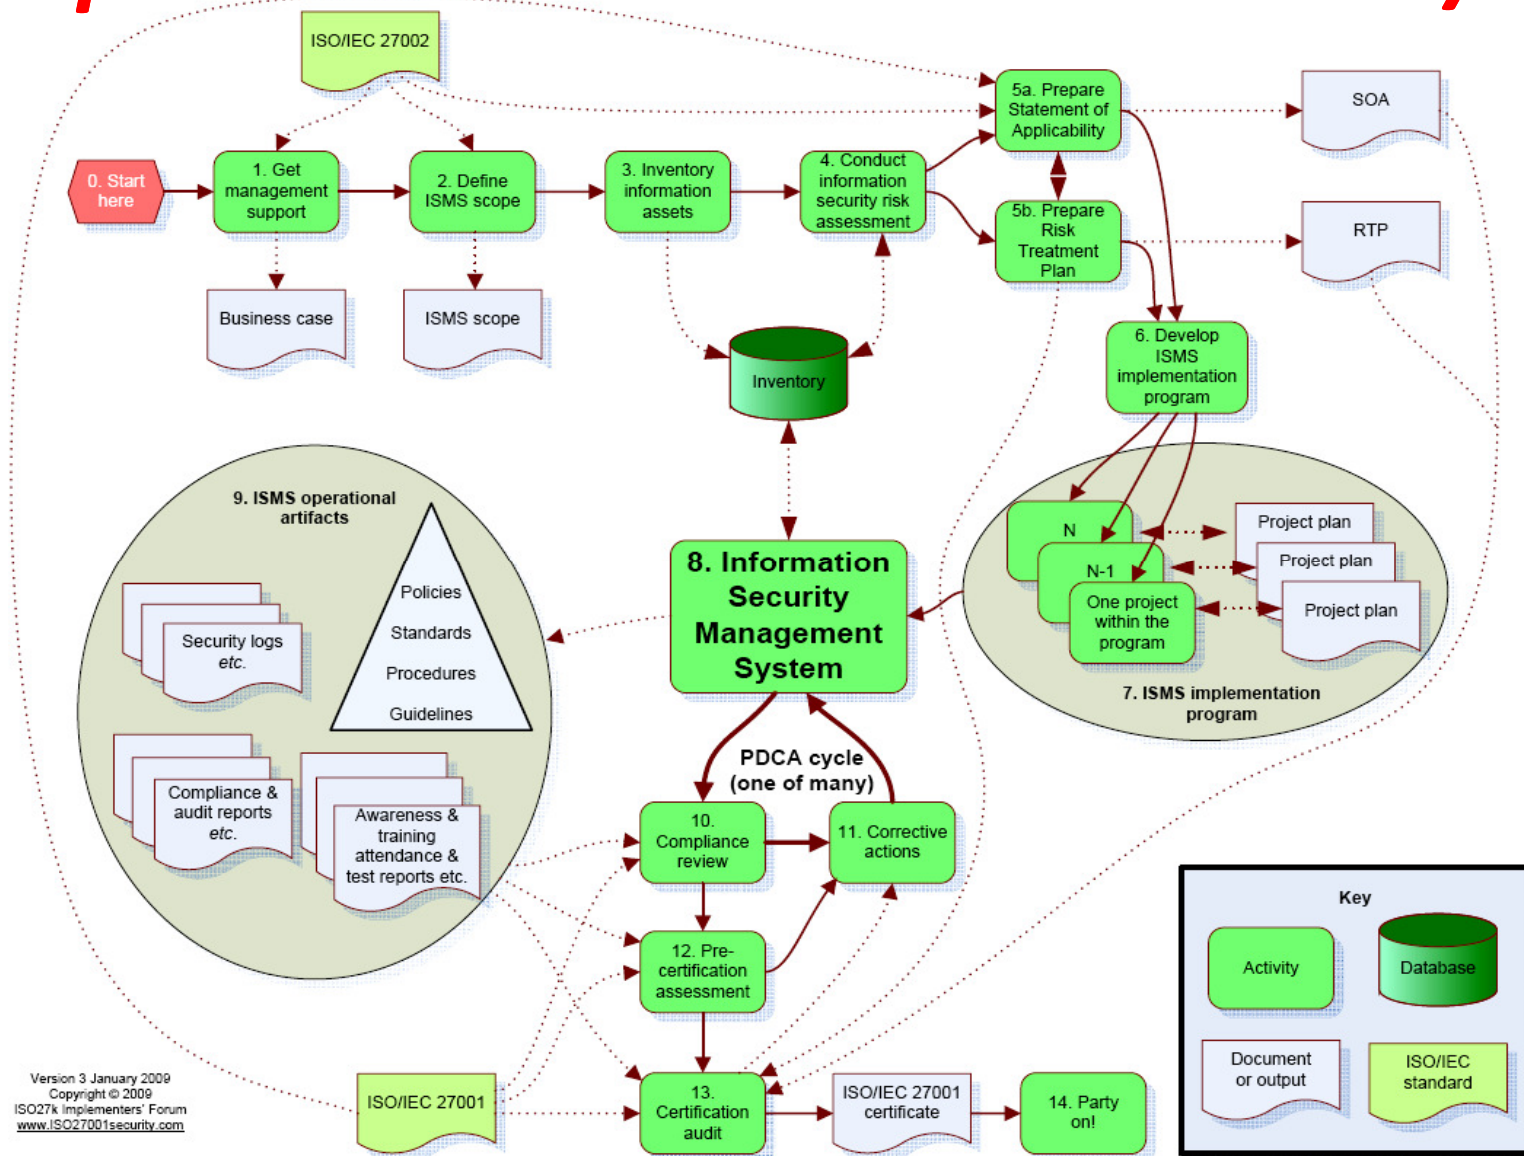 ISO/IEC 27002
0. Start
here
1. Get
management
support
2. Define
ISMS scope
3. Inventory
information
assets
4. Conduct
information
security risk
assessment
5a. Prepare
Statement of
Applicability
SOA
5b. Prepare
Risk
Treatment
Plan
RTP
Business case
ISMS scope
Inventory
6. Develop
ISMS
implementation
program
9. ISMS operational
artifacts
Policies
Standards
Procedures
Guidelines
Security logs
etc.
Compliance &
audit reports
etc.
Awareness &
training
attendance &
test reports etc.
8. Information
Security
Management
System
N
N-1
One project
within the
program
Project plan
Project plan
Project plan
7. ISMS implementation
program
PDCA cycle
(one of many)
10.
Compliance
review
11. Corrective
actions
12. Pre-
certification
assessment
13.
Certification
audit
ISO/IEC 27001
ISO/IEC 27001
certificate
14. Party
on!
Key
Activity
Database
Document
or output
ISO/IEC
standard
Version 3 January 2009
Copyright © 2009
ISO27k Implementers' Forum
www.ISO27001security.com